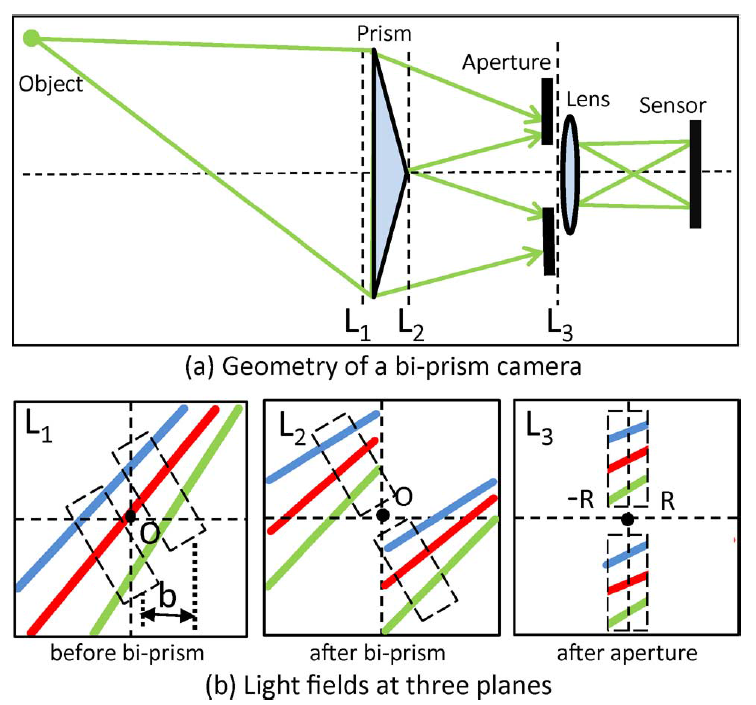 Prism
Aperture
Object
Lens
Sensor
L1
L2
L3
(a) Geometry of a bi-prism camera
L1
L2
L3
O
O
-R
R
b
before bi-prism
after bi-prism
after aperture
(b) Light fields at three planes